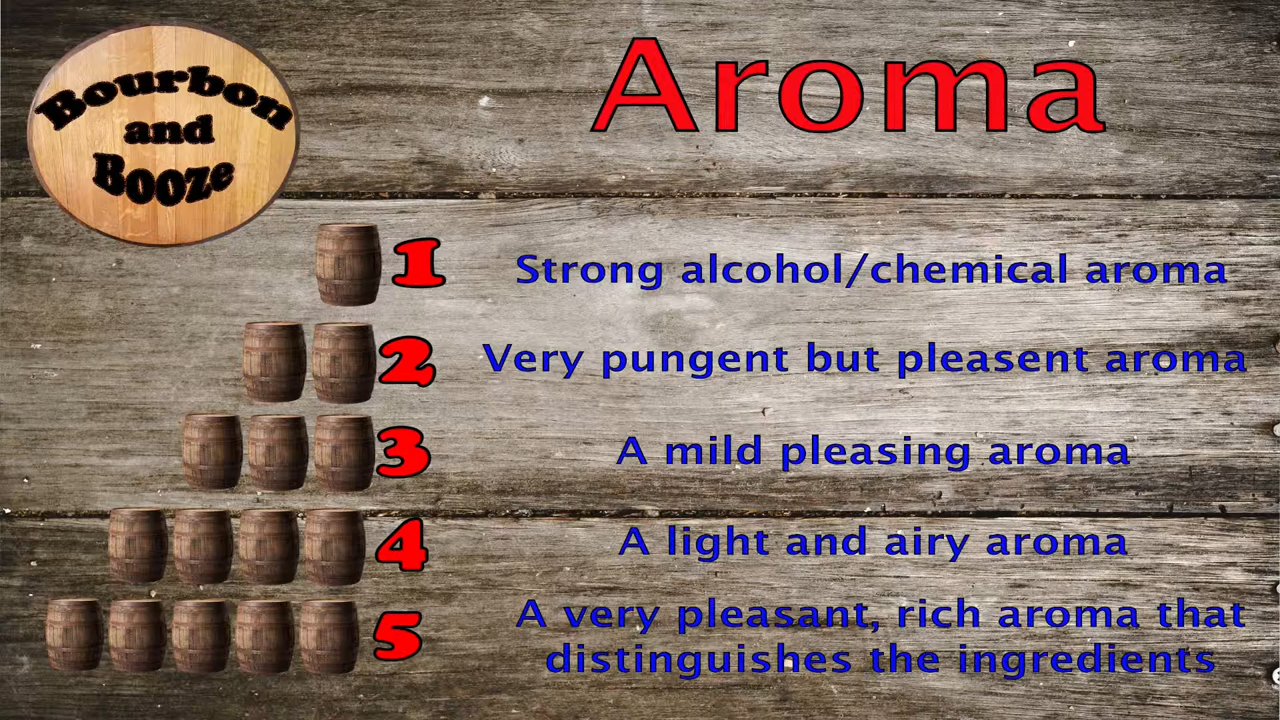 Bourbon
and
Booze
Aroma
1 Strong alcohol/chemical aroma
2 Very pungent but pleasent aroma
3 A mild pleasing aroma
4 A light and airy aroma
5 A very pleasant, rich aroma that
distinguishes the ingredients